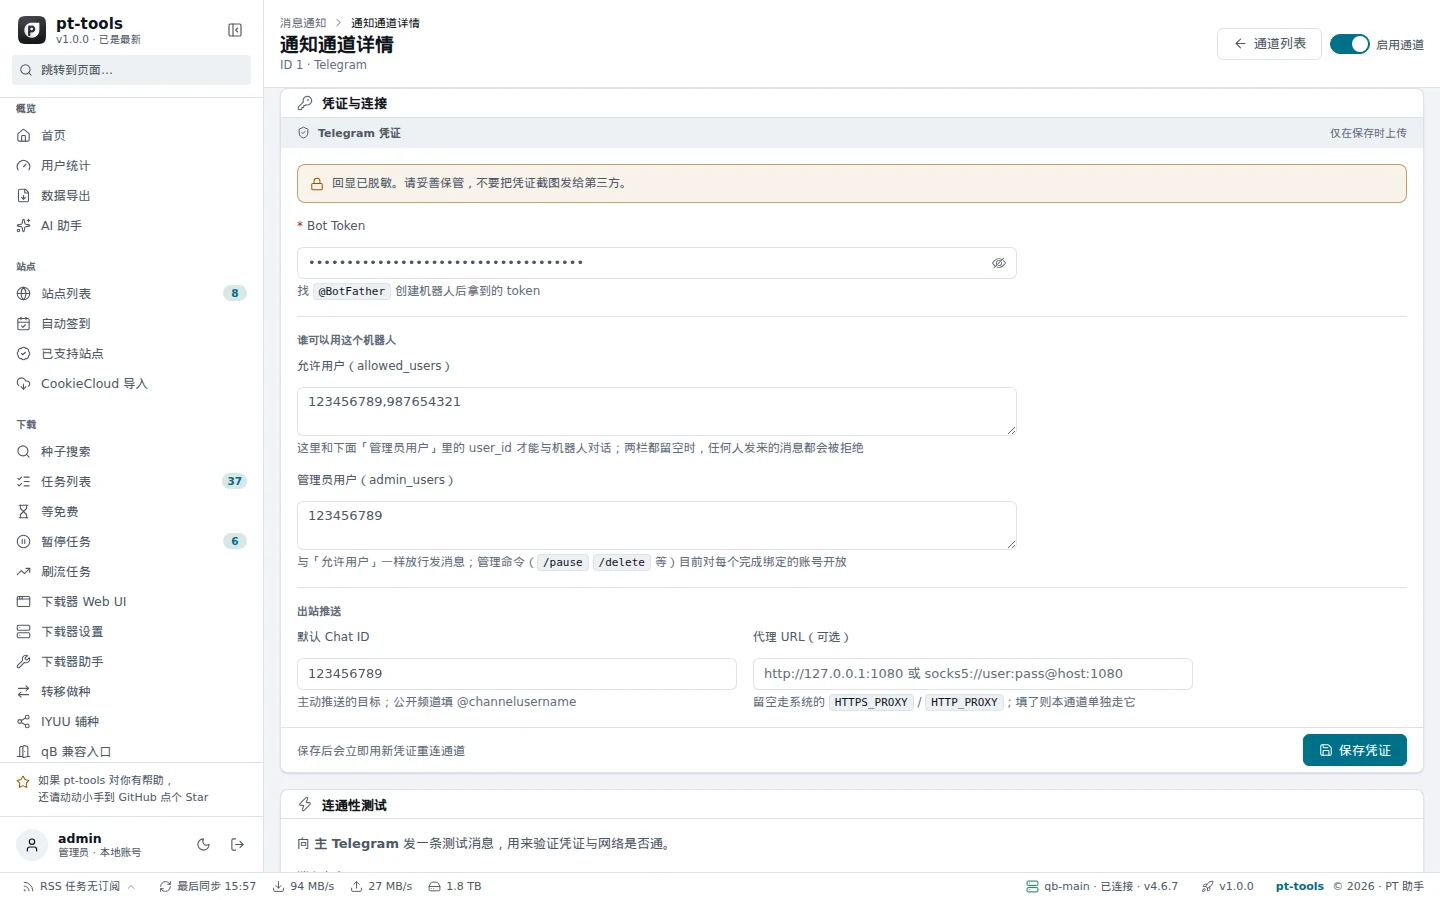 pt-tools
v1.0.0 · 已是最新
跳转到页面...
概览
首页
用户统计
数据导出
AI 助手
站点
站点列表 8
自动签到
已支持站点
CookieCloud 导入
下载
种子搜索
任务列表 37
等免费
暂停任务 6
刷流任务
下载器 Web UI
下载器设置
下载器助手
转移做种
IYUU 辅种
qB 兼容入口
如果 pt-tools 对你有帮助，
还请动动小手到 GitHub 点个 Star
admin
管理员 · 本地账号
消息通知 > 通知通道详情
通知通道详情
ID 1 · Telegram
通道列表
启用通道
凭证与连接
Telegram 凭证
仅在保存时上传
回显已脱敏。请妥善保管，不要把凭证截图发给第三方。
* Bot Token
••••••••••••••••••••••••••••••••••••
找 @BotFather 创建机器人后拿到的 token
谁可以用这个机器人
允许用户（allowed_users）
123456789,987654321
这里和下面「管理员用户」里的 user_id 才能与机器人对话；两栏都留空时，任何人发来的消息都会被拒绝
管理员用户（admin_users）
123456789
与「允许用户」一样放行发消息；管理命令（/pause /delete 等）目前对每个完成绑定的账号开放
出站推送
默认 Chat ID
123456789
主动推送的目标；公开频道填 @channelusername
代理 URL（可选）
http://127.0.0.1:1080 或 socks5://user:pass@host:1080
留空走系统的 HTTPS_PROXY / HTTP_PROXY；填了则本通道单独走它
保存后会立即用新凭证重连通道
保存凭证
连通性测试
向 主 Telegram 发一条测试消息，用来验证凭证与网络是否通。
RSS 任务无订阅
最后同步 15:57
94 MB/s
27 MB/s
1.8 TB
qb-main · 已连接 · v4.6.7
v1.0.0
pt-tools © 2026 · PT 助手